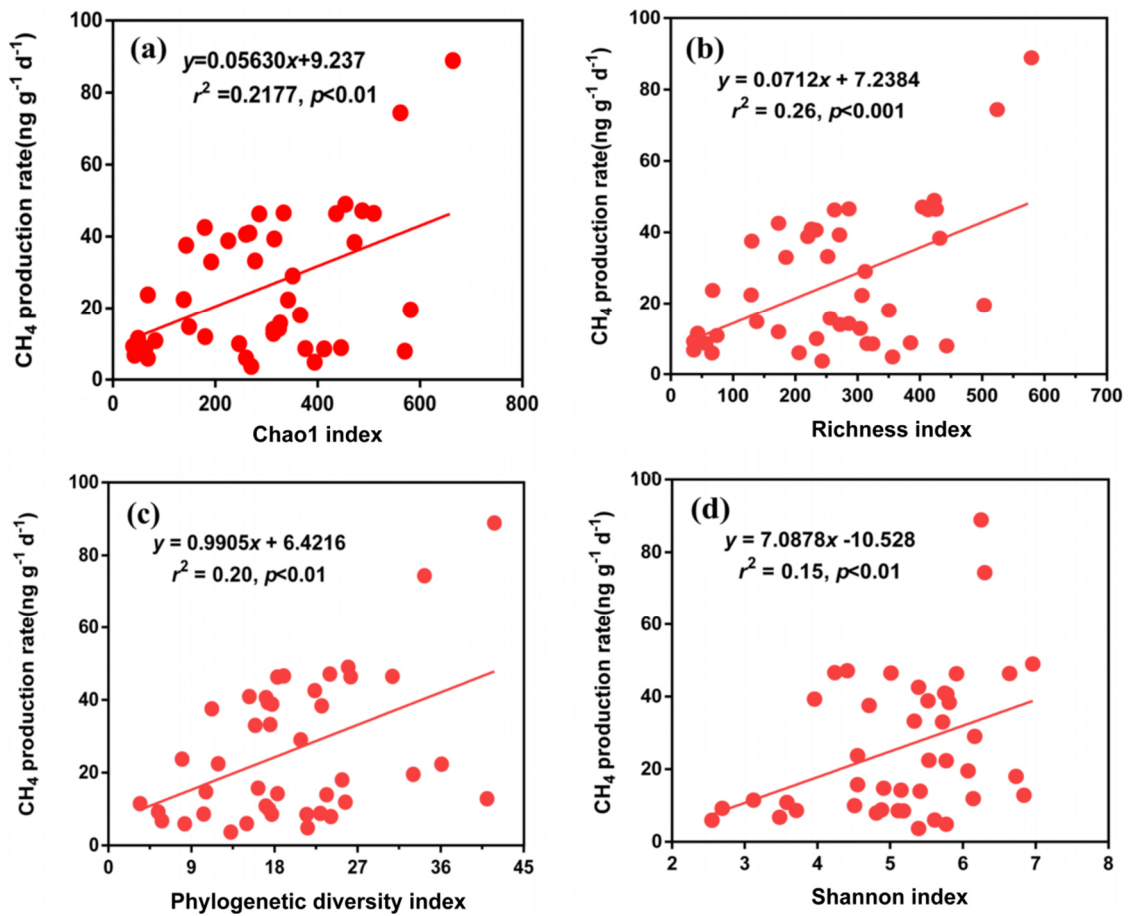 (a)
y=0.05630x+9.237
r² =0.2177, p<0.01
CH₄ production rate(ng g⁻¹ d⁻¹)
100
80
60
40
20
0
0 200 400 600 800
Chao1 index
(b)
y = 0.0712x + 7.2384
r² = 0.26, p<0.001
CH₄ production rate(ng g⁻¹ d⁻¹)
100
80
60
40
20
0
0 100 200 300 400 500 600 700
Richness index
(c)
y = 0.9905x + 6.4216
r² = 0.20, p<0.01
CH₄ production rate(ng g⁻¹ d⁻¹)
100
80
60
40
20
0
0 9 18 27 36 45
Phylogenetic diversity index
(d)
y = 7.0878x -10.528
r² = 0.15, p<0.01
CH₄ production rate(ng g⁻¹ d⁻¹)
100
80
60
40
20
0
2 3 4 5 6 7 8
Shannon index